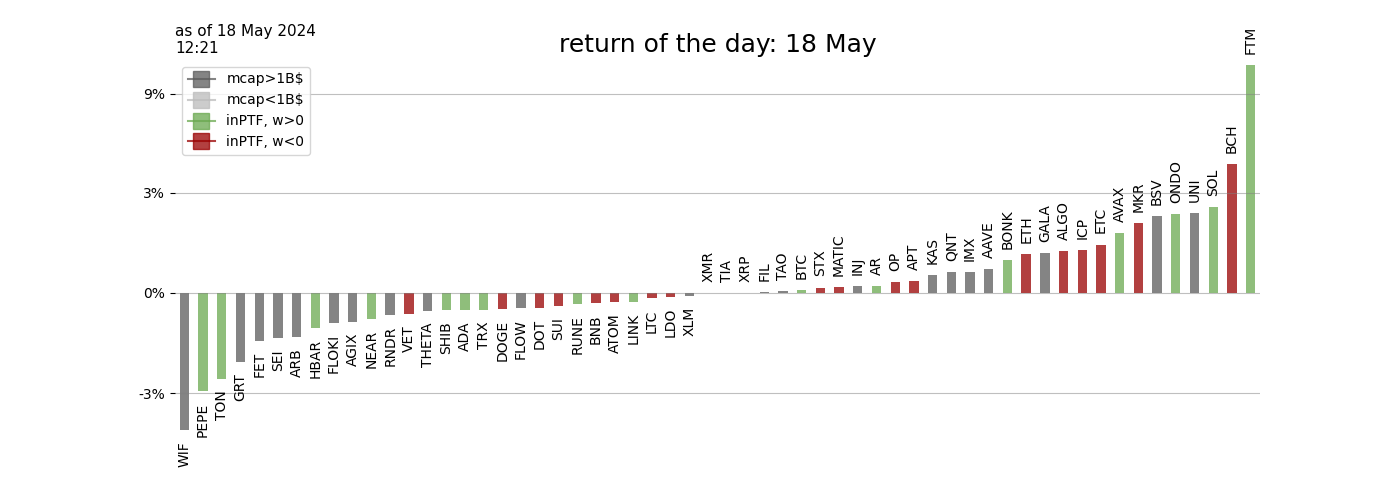 as of 18 May 2024
12:21
return of the day: 18 May
mcap>1B$
mcap<1B$
inPTF, w>0
inPTF, w<0
9%
3%
0%
-3%
WIF
PEPE
TON
GRT
FET
SEI
ARB
HBAR
FLOKI
AGIX
NEAR
RNDR
VET
THETA
SHIB
ADA
TRX
DOGE
FLOW
DOT
SUI
RUNE
BNB
ATOM
LINK
LTC
LDO
XLM
XMR
TIA
XRP
FIL
TAO
BTC
STX
MATIC
INJ
AR
OP
APT
KAS
QNT
IMX
AAVE
BONK
ETH
GALA
ALGO
ICP
ETC
AVAX
MKR
BSV
ONDO
UNI
SOL
BCH
FTM